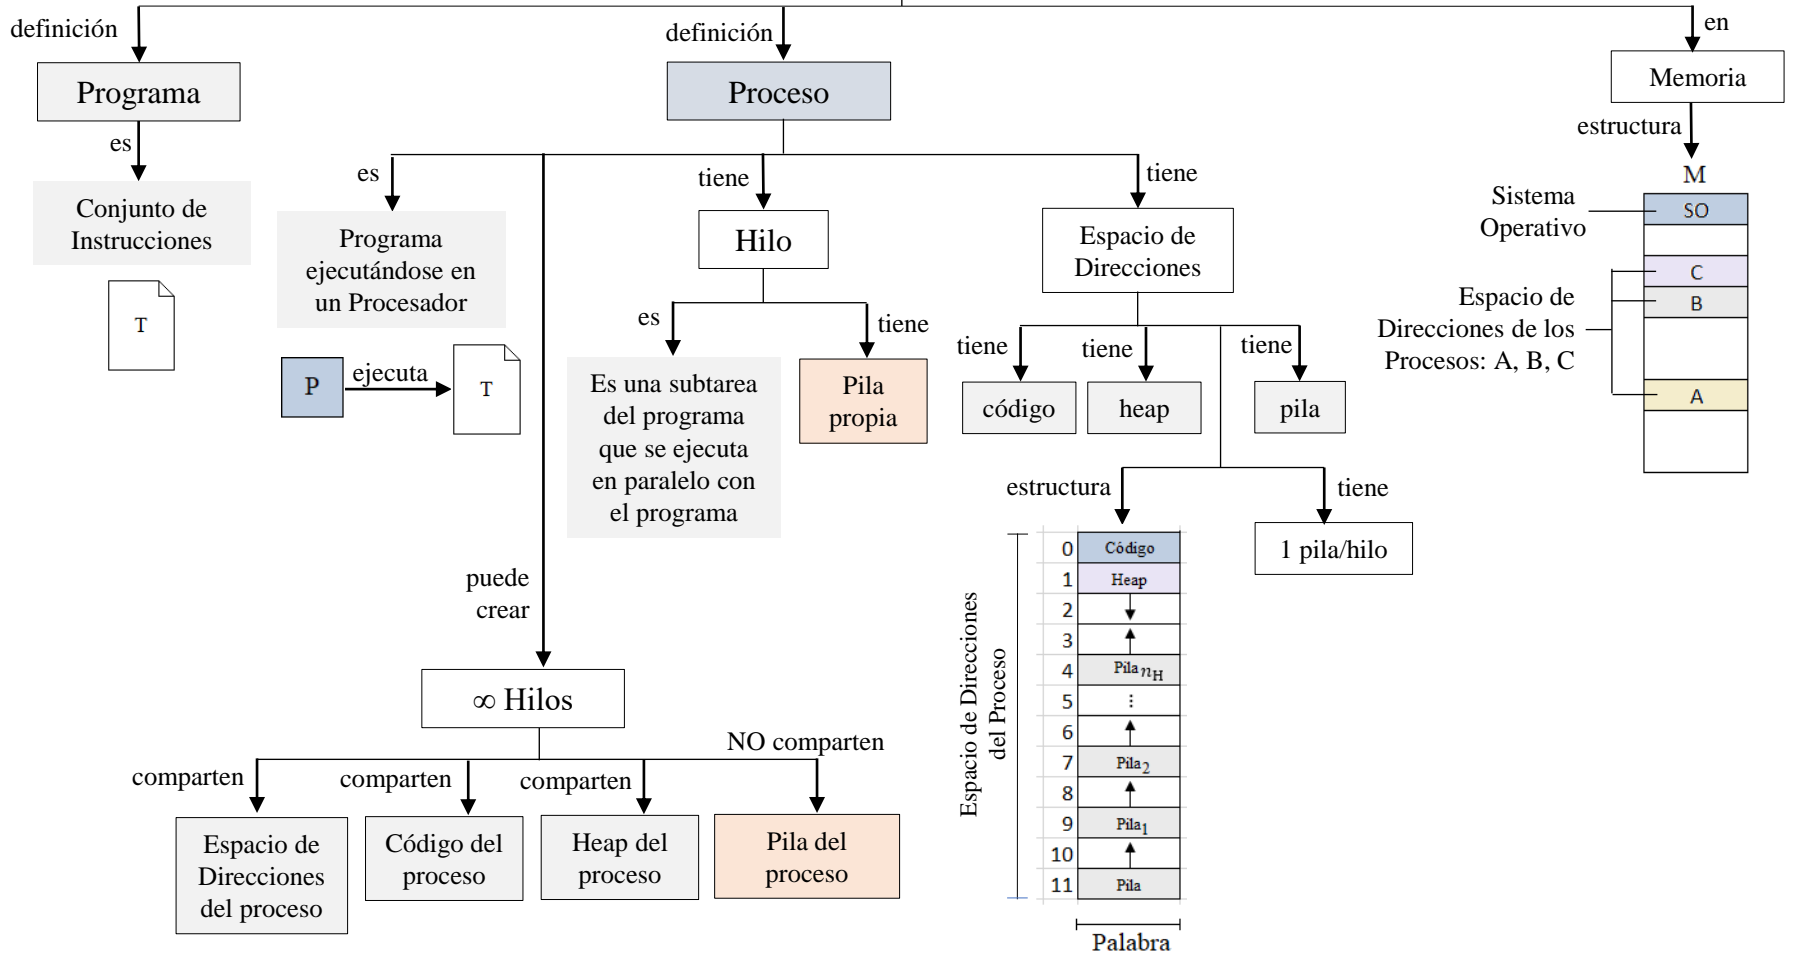 definición
definición
en
Programa
Proceso
Memoria
es
estructura
es
tiene
tiene
M
Conjunto de
Instrucciones
T
Programa
ejecutándose en
un Procesador
P
ejecuta
T
Hilo
Espacio de
Direcciones
Sistema
Operativo
SO
C
B
A
Espacio de
Direcciones de los
Procesos: A, B, C
es
tiene
Es una subtarea
del programa
que se ejecuta
en paralelo con
el programa
Pila
propia
tiene
tiene
tiene
código
heap
pila
estructura
tiene
1 pila/hilo
puede
crear
∞ Hilos
comparten
comparten
comparten
NO comparten
Espacio de
Direcciones
del proceso
Código del
proceso
Heap del
proceso
Pila del
proceso
Espacio de Direcciones
del Proceso
0 Código
1 Heap
2
3
4 Pila nH
5 ⋮
6
7 Pila2
8
9 Pila1
10
11 Pila
Palabra